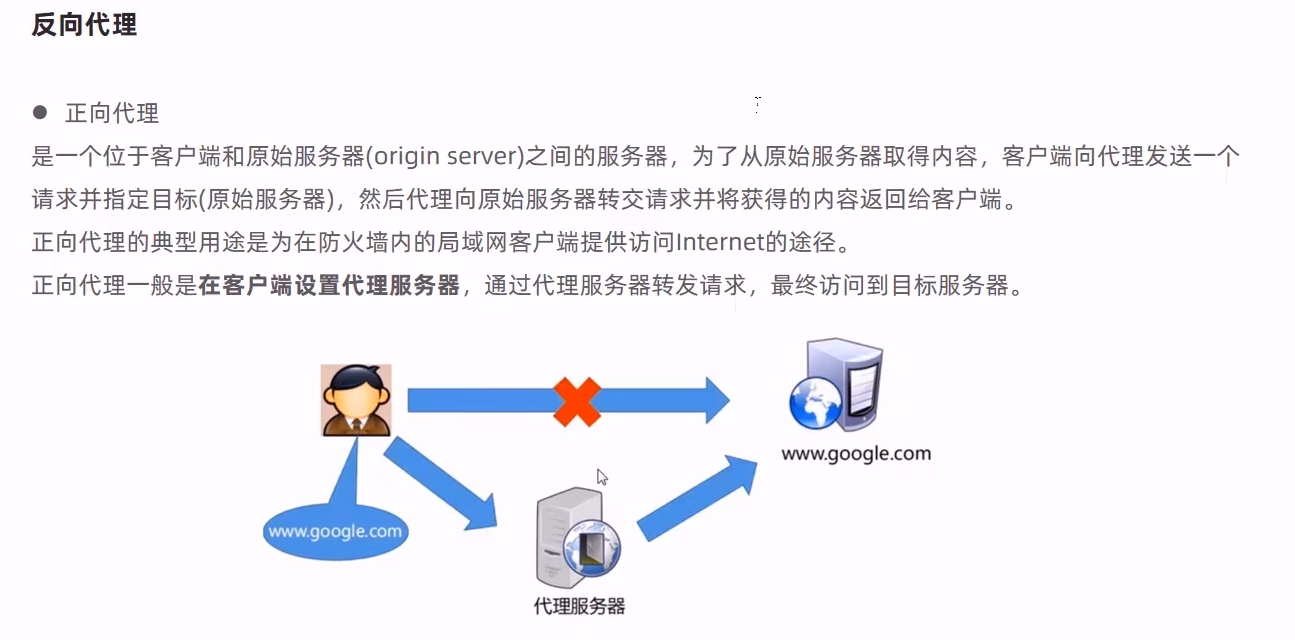 反向代理
● 正向代理
是一个位于客户端和原始服务器(origin server)之间的服务器，为了从原始服务器取得内容，客户端向代理发送一个
请求并指定目标(原始服务器)，然后代理向原始服务器转交请求并将获得的内容返回给客户端。
正向代理的典型用途是为在防火墙内的局域网客户端提供访问Internet的途径。
正向代理一般是在客户端设置代理服务器，通过代理服务器转发请求，最终访问到目标服务器。
www.google.com
www.google.com
代理服务器